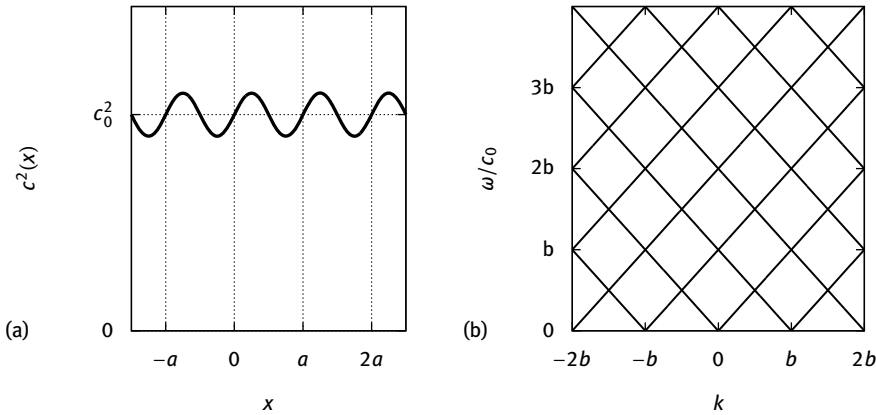 c₀²
c²(x)
0
−a
0
a
2a
x
(a)
3b
2b
b
0
ω/c₀
−2b
−b
0
b
2b
k
(b)